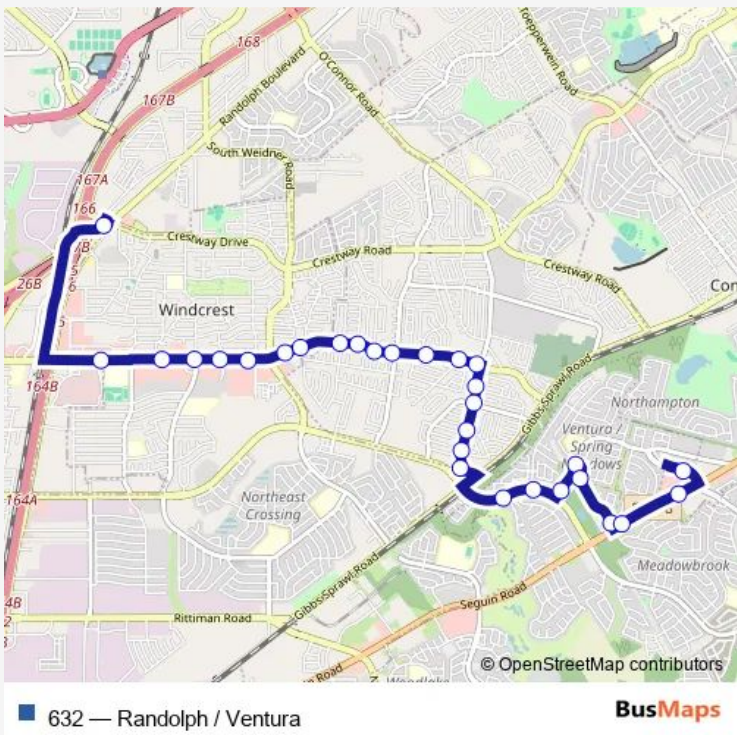 168
O'Connor Road
Troepperwein Road
Randolph Boulevard
167B
South Weidner
Road
167A
166
Crestway Drive
Crestway Road
Crestway Road
26B
Windcrest
164B
Gibbs Sprawl Road
Northampton
Ventura /
Spring
Meadows
164A
Northeast
Crossing
Meadowbrook
Gibbs Sprawl Road
Seguin Road
Rittiman Road
© OpenStreetMap contributors
632 — Randolph / Ventura
BusMaps